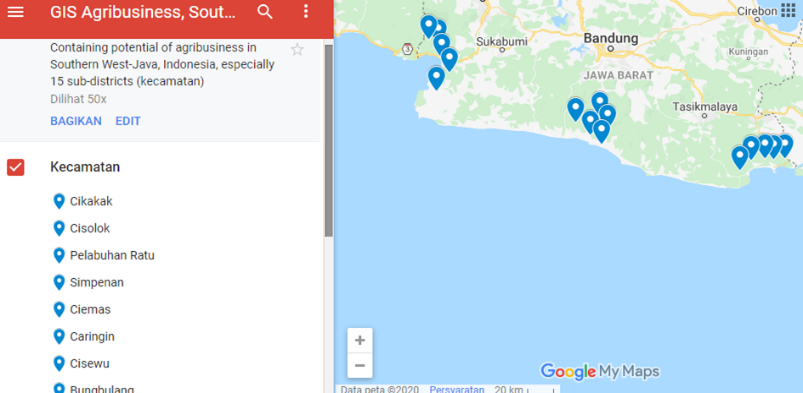 GIS Agribusiness, Sout...
Containing potential of agribusiness in
Southern West-Java, Indonesia, especially
15 sub-districts (kecamatan)
Dilihat 50x
BAGIKAN EDIT
Kecamatan
Cikakak
Cisolok
Pelabuhan Ratu
Simpenan
Ciemas
Caringin
Cisewu
Bungbulang
Cirebon
3
Sukabumi
Bandung
Kuningan
JAWA BARAT
Tasikmalaya
+
−
Google My Maps
Data peta ©2020 Persyaratan 20 km